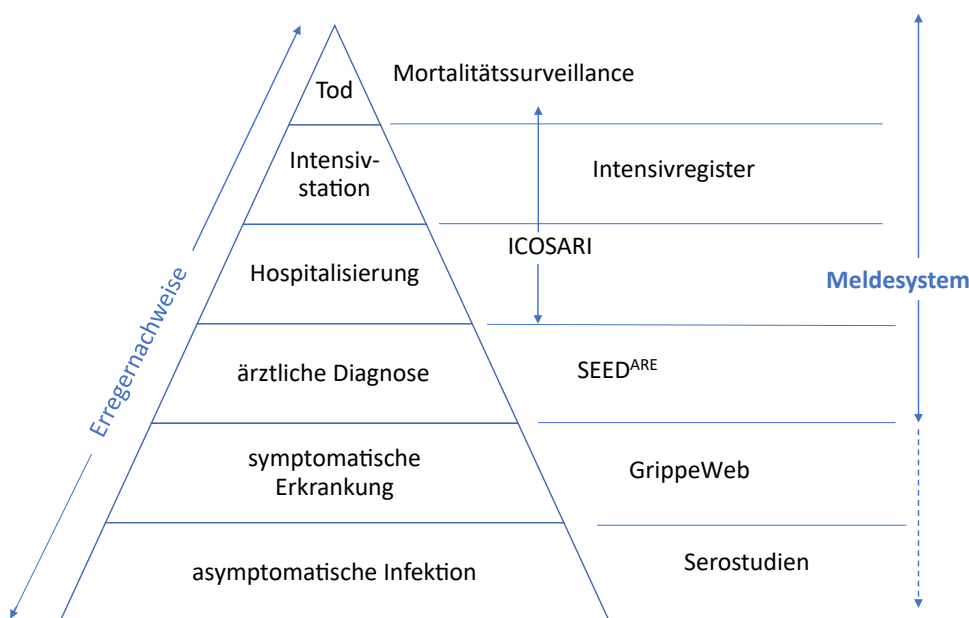 Tod
Mortalitätssurveillance
Intensiv-
station
Intensivregister
ICOSARI
Hospitalisierung
Meldesystem
Erregernachweise
ärztliche Diagnose
SEEDᴬᴿᴱ
symptomatische
Erkrankung
GrippeWeb
asymptomatische Infektion
Serostudien